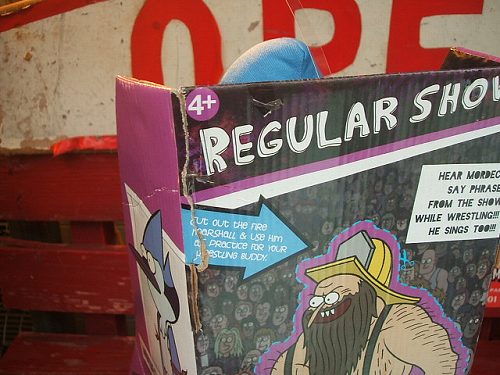 OPE
4+
REGULAR SHOW
HEAR MORDEC
SAY PHRASE
FROM THE SHOW
WHILE WRESTLING!!!
HE SINGS TOO!!!
CUT OUT THE FIRE
MARSHALL & USE HIM
AS PRACTICE FOR YOUR
WRESTLING BUDDY.